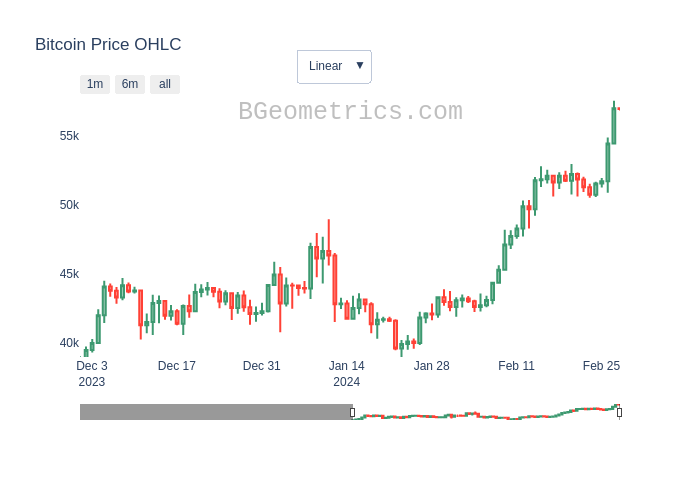 Bitcoin Price OHLC
Linear ▼
1m 6m all
BGeometrics.com
55k
50k
45k
40k
Dec 3 Dec 17 Dec 31 Jan 14 Jan 28 Feb 11 Feb 25
2023 2024